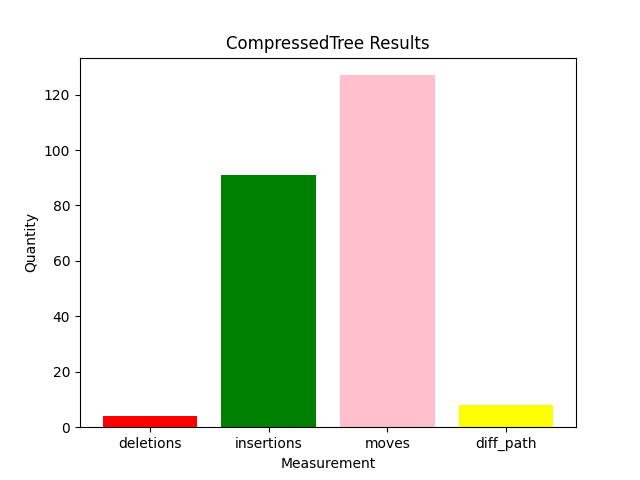 CompressedTree Results
120
100
80
60
40
20
0
Quantity
deletions insertions moves diff_path
Measurement